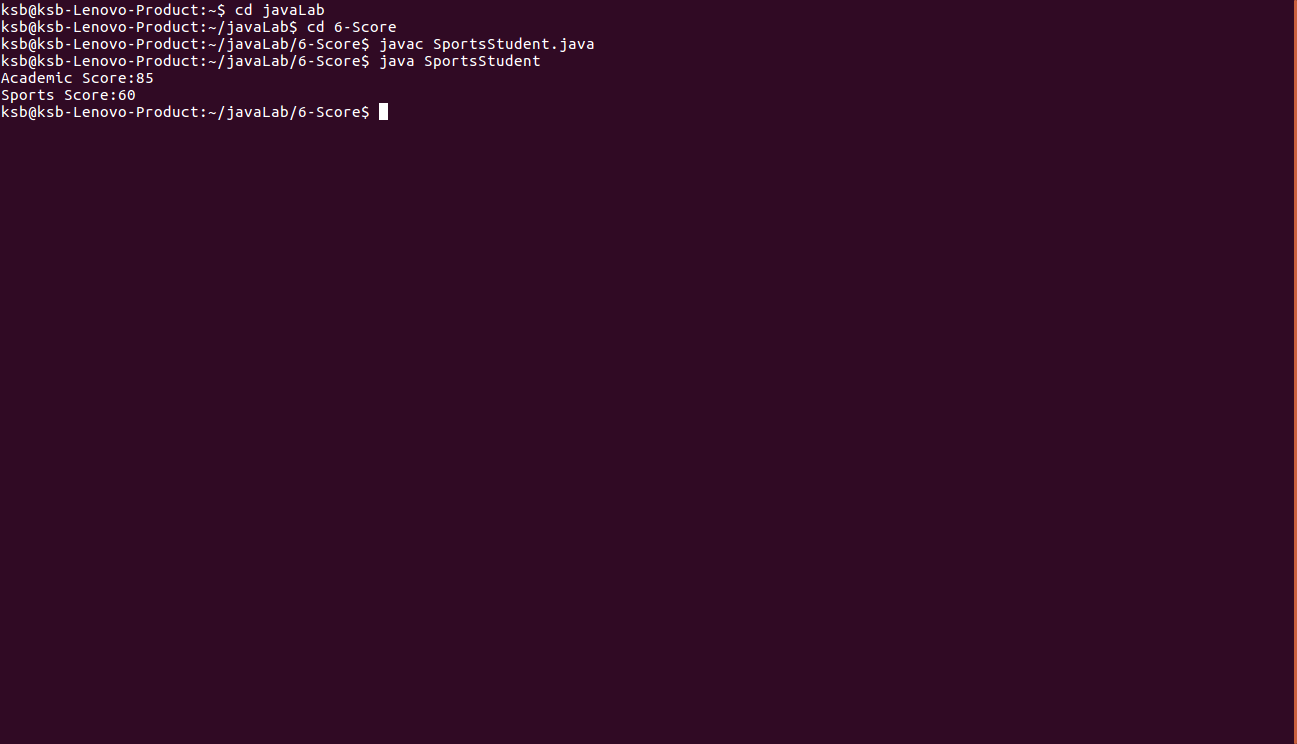 ksb@ksb-Lenovo-Product:~$ cd javaLab
ksb@ksb-Lenovo-Product:~/javaLab$ cd 6-Score
ksb@ksb-Lenovo-Product:~/javaLab/6-Score$ javac SportsStudent.java
ksb@ksb-Lenovo-Product:~/javaLab/6-Score$ java SportsStudent
Academic Score:85
Sports Score:60
ksb@ksb-Lenovo-Product:~/javaLab/6-Score$